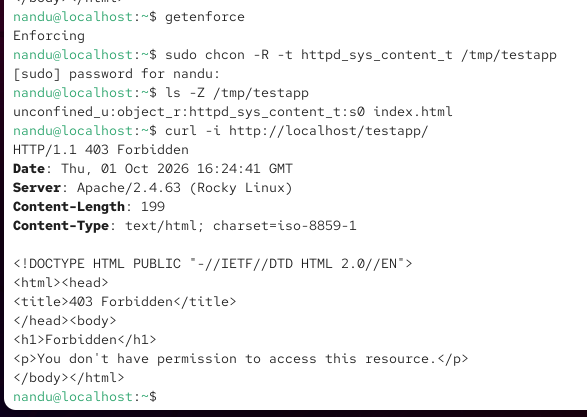 </body></html>
nandu@localhost:~$ getenforce
Enforcing
nandu@localhost:~$ sudo chcon -R -t httpd_sys_content_t /tmp/testapp
[sudo] password for nandu:
nandu@localhost:~$ ls -Z /tmp/testapp
unconfined_u:object_r:httpd_sys_content_t:s0 index.html
nandu@localhost:~$ curl -i http://localhost/testapp/
HTTP/1.1 403 Forbidden
Date: Thu, 01 Oct 2026 16:24:41 GMT
Server: Apache/2.4.63 (Rocky Linux)
Content-Length: 199
Content-Type: text/html; charset=iso-8859-1

<!DOCTYPE HTML PUBLIC "-//IETF//DTD HTML 2.0//EN">
<html><head>
<title>403 Forbidden</title>
</head><body>
<h1>Forbidden</h1>
<p>You don't have permission to access this resource.</p>
</body></html>
nandu@localhost:~$